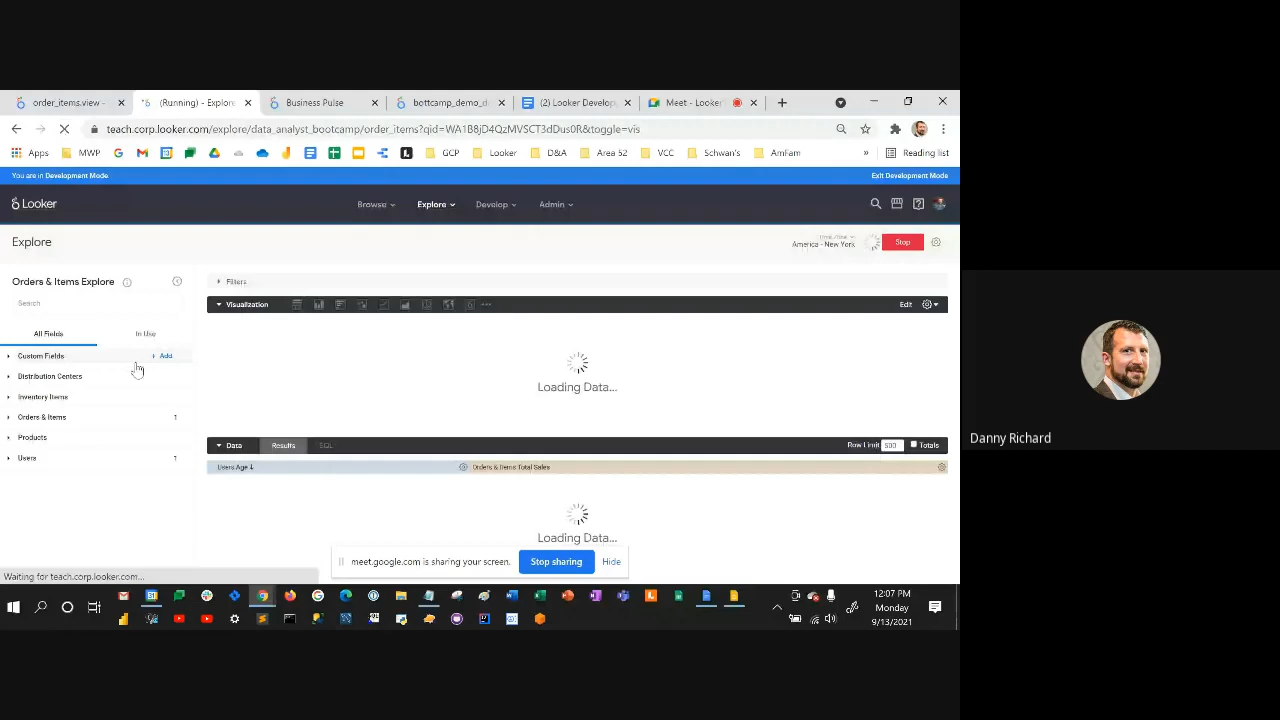 order_items.view -
(Running) - Explore
Business Pulse
bottcamp_demo_d
(2) Looker Develop
Meet - Looker
teach.corp.looker.com/explore/data_analyst_bootcamp/order_items?qid=WA1B8jD4QzMVSCT3dDus0R&toggle=vis
Apps
MWP
GCP
Looker
D&A
Area 52
VCC
Schwan's
AmFam
»
Reading list
You are in Development Mode
Exit Development Mode
Looker
Browse
Explore
Develop
Admin
Explore
America - New York
Stop
Orders & Items Explore
Search
All Fields
In Use
Custom Fields
+ Add
Distribution Centers
Inventory Items
Orders & Items 1
Products
Users 1
Filters
Visualization
Edit
Loading Data...
Data
Results
SQL
Row Limit 500
Totals
Users Age
Orders & Items Total Sales
Loading Data...
meet.google.com is sharing your screen.
Stop sharing
Hide
Waiting for teach.corp.looker.com...
12:07 PM
Monday
9/13/2021
Danny Richard